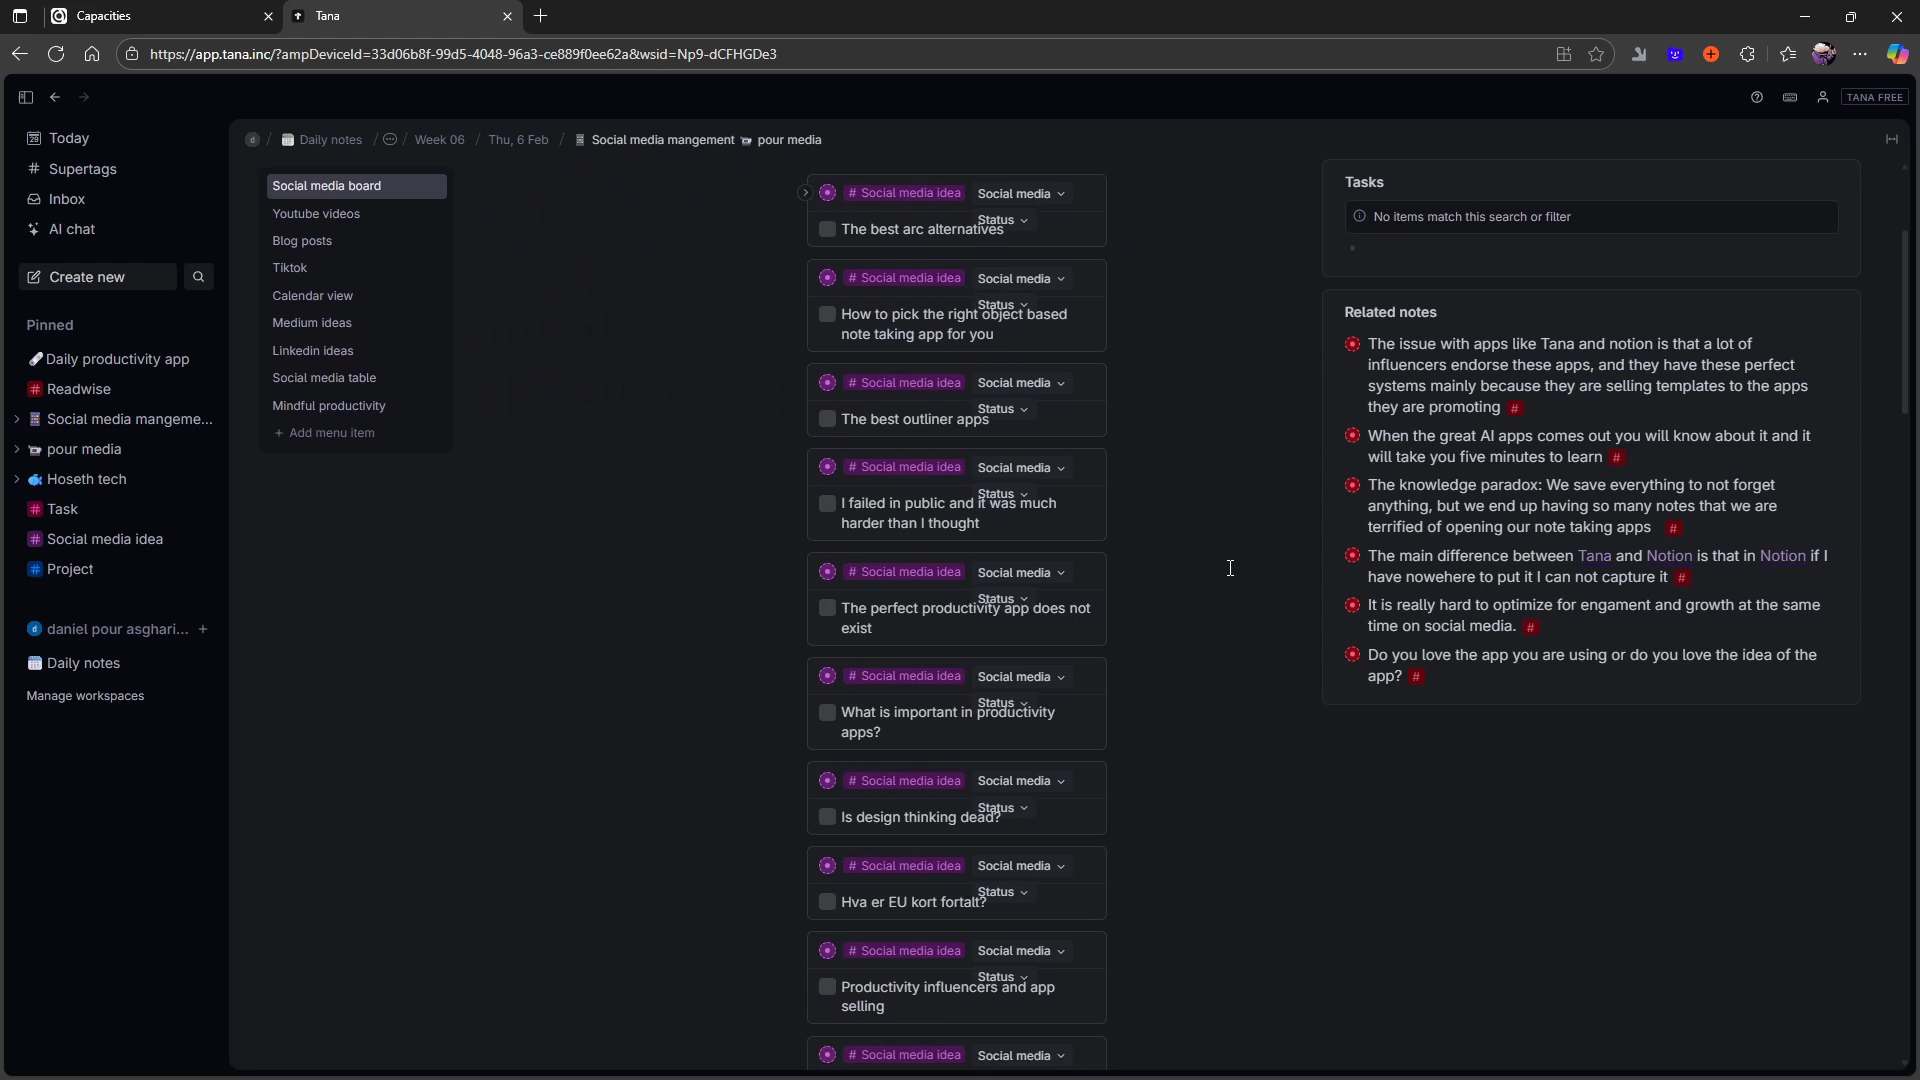 Capacities
Tana
https://app.tana.inc/?ampDeviceId=33d06b8f-99d5-4048-96a3-ce889f0ee62a&wsid=Np9-dCFHGDe3
TANA FREE
Today
# Supertags
Inbox
AI chat
Create new
Pinned
Daily productivity app
# Readwise
Social media mangeme...
pour media
Hoseth tech
# Task
# Social media idea
# Project
d daniel pour asghari... +
Daily notes
Manage workspaces
d / Daily notes / / Week 06 / Thu, 6 Feb / Social media mangement pour media
Social media board
Youtube videos
Blog posts
Tiktok
Calendar view
Medium ideas
Linkedin ideas
Social media table
Mindful productivity
+ Add menu item
# Social media idea Social media
Status
The best arc alternatives
# Social media idea Social media
Status
How to pick the right object based
note taking app for you
# Social media idea Social media
Status
The best outliner apps
# Social media idea Social media
Status
I failed in public and it was much
harder than I thought
# Social media idea Social media
Status
The perfect productivity app does not
exist
# Social media idea Social media
Status
What is important in productivity
apps?
# Social media idea Social media
Status
Is design thinking dead?
# Social media idea Social media
Status
Hva er EU kort fortalt?
# Social media idea Social media
Status
Productivity influencers and app
selling
# Social media idea Social media
Tasks
No items match this search or filter
Related notes
The issue with apps like Tana and notion is that a lot of
influencers endorse these apps, and they have these perfect
systems mainly because they are selling templates to the apps
they are promoting #
When the great AI apps comes out you will know about it and it
will take you five minutes to learn #
The knowledge paradox: We save everything to not forget
anything, but we end up having so many notes that we are
terrified of opening our note taking apps #
The main difference between Tana and Notion is that in Notion if I
have nowehere to put it I can not capture it #
It is really hard to optimize for engament and growth at the same
time on social media. #
Do you love the app you are using or do you love the idea of the
app? #